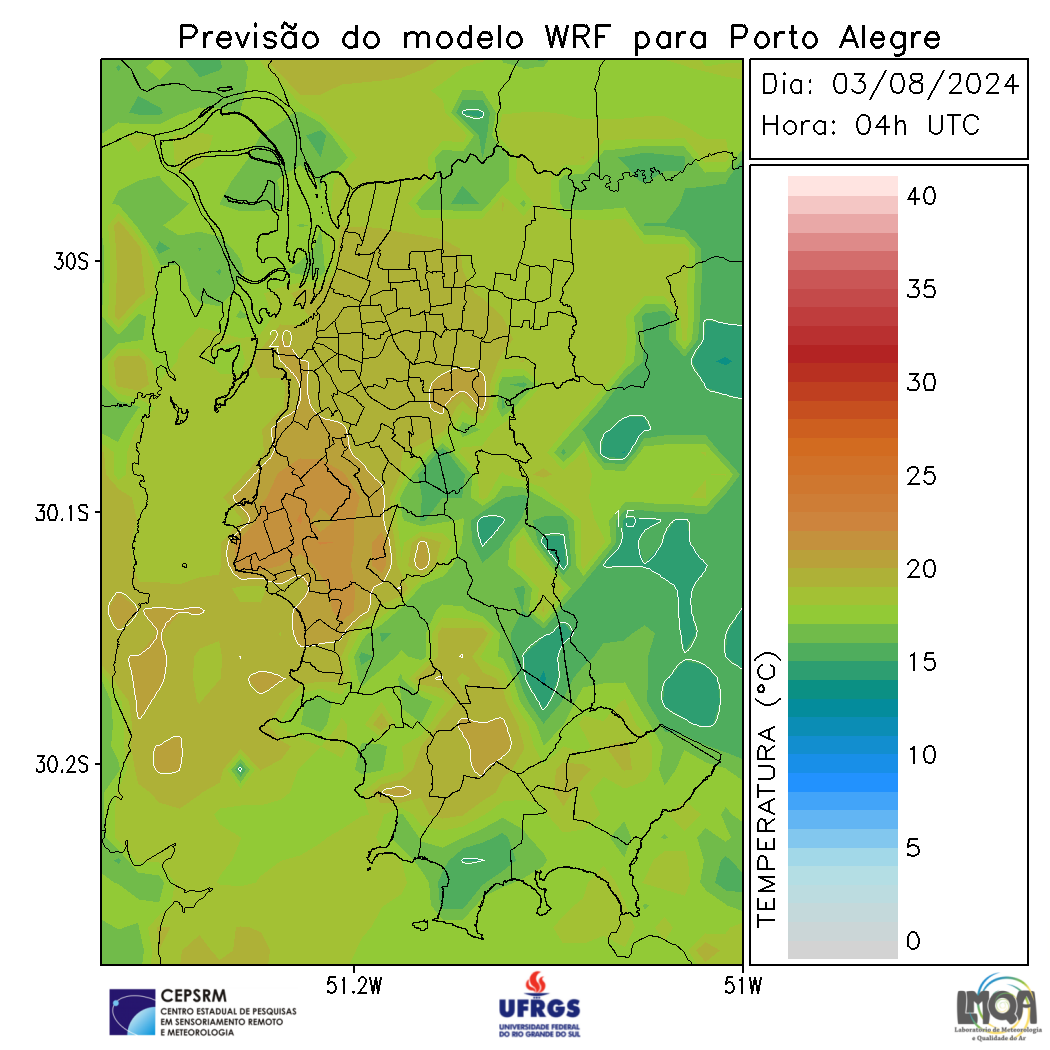 Previsão do modelo WRF para Porto Alegre
Dia: 03/08/2024
Hora: 04h UTC
40
35
30
25
20
15
10
5
0
TEMPERATURA (°C)
30S
30.1S
30.2S
51.2W
51W
20
15
CEPSRM
CENTRO ESTADUAL DE PESQUISAS
EM SENSORIAMENTO REMOTO
E METEOROLOGIA
UFRGS
UNIVERSIDADE FEDERAL
DO RIO GRANDE DO SUL
LMQA
Laboratório de Meteorologia
e Qualidade do Ar